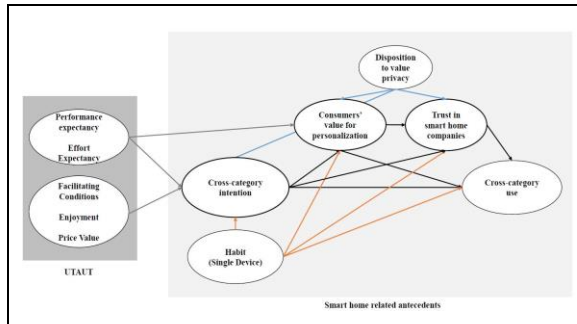 Disposition
to value
privacy
Performance
expectancy
Effort
Expectancy
Consumers'
value for
personalization
Trust in
smart home
companies
Facilitating
Conditions
Enjoyment
Price Value
Cross-category
intention
Cross-category
use
Habit
(Single Device)
UTAUT
Smart home related antecedents